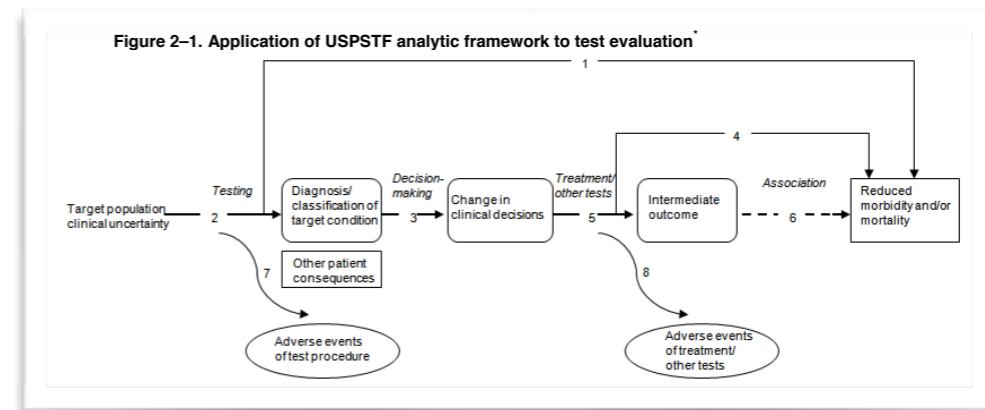 Figure 2–1. Application of USPSTF analytic framework to test evaluation*
1
4
Testing
Decision-
making
Treatment/
other tests
Association
Target population
clinical uncertainty
2
Diagnosis/
classification of
target condition
3
Change in
clinical decisions
5
Intermediate
outcome
6
Reduced
morbidity and/or
mortality
7
Other patient
consequences
8
Adverse events
of test procedure
Adverse events
of treatment/
other tests